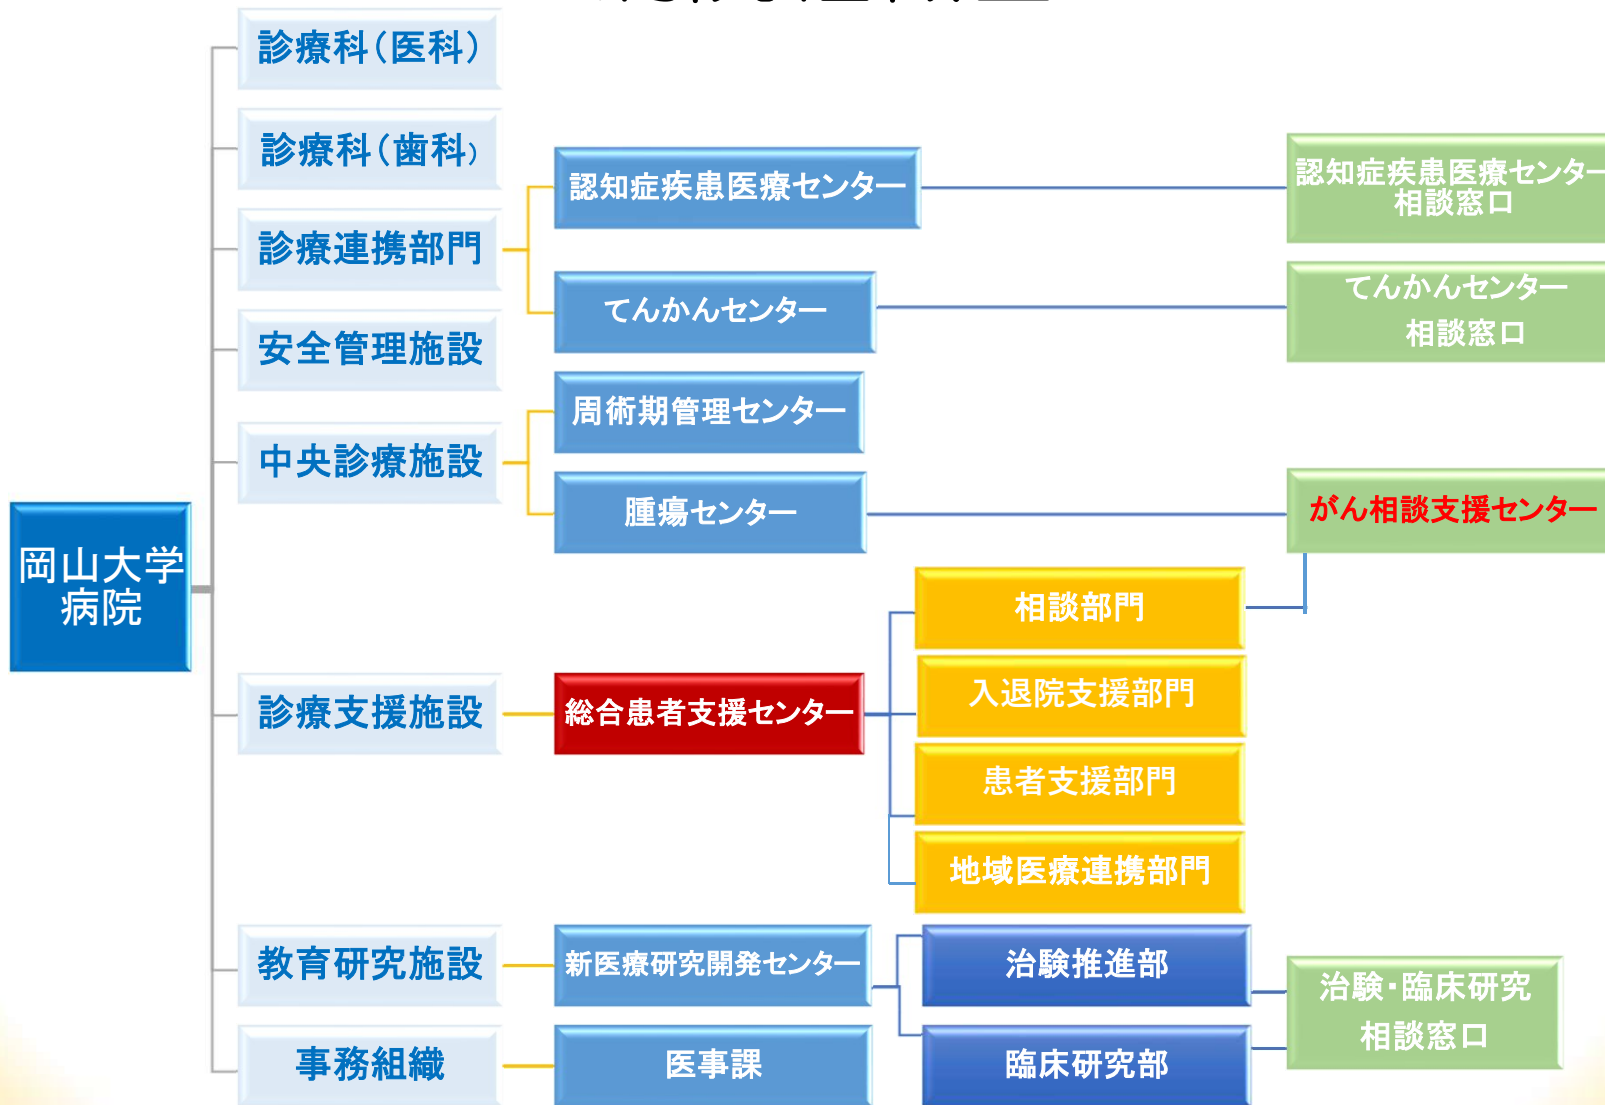 診療科(医科)
診療科(歯科)
診療連携部門
安全管理施設
中央診療施設
岡山大学
病院
診療支援施設
教育研究施設
事務組織
認知症疾患医療センター
てんかんセンター
周術期管理センター
腫瘍センター
総合患者支援センター
新医療研究開発センター
医事課
相談部門
入退院支援部門
患者支援部門
地域医療連携部門
治験推進部
臨床研究部
認知症疾患医療センター
相談窓口
てんかんセンター
相談窓口
がん相談支援センター
治験・臨床研究
相談窓口